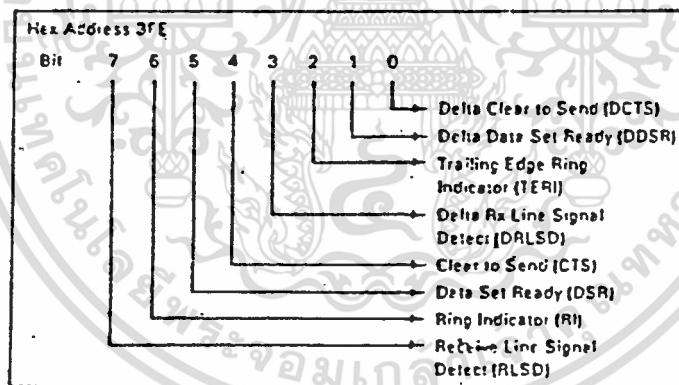 Hex Address 3FE
Bit 7 6 5 4 3 2 1 0
Delta Clear to Send (DCTS)
Delta Data Set Ready (DDSR)
Trailing Edge Ring
Indicator (TERI)
Delta Rx Line Signal
Detect (DRLSD)
Clear to Send (CTS)
Data Set Ready (DSR)
Ring Indicator (RI)
Receive Line Signal
Detect (RLSD)